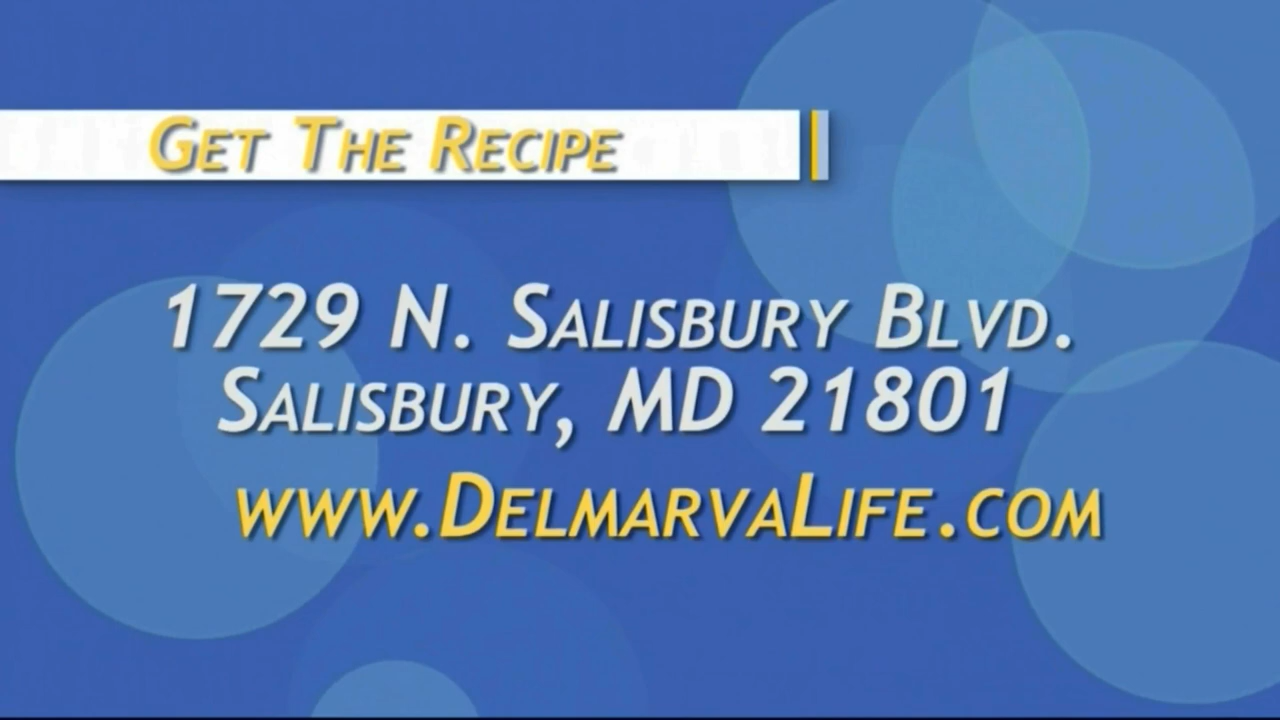 Get The Recipe
1729 N. Salisbury Blvd.
Salisbury, MD 21801
www.DelmarvaLife.com